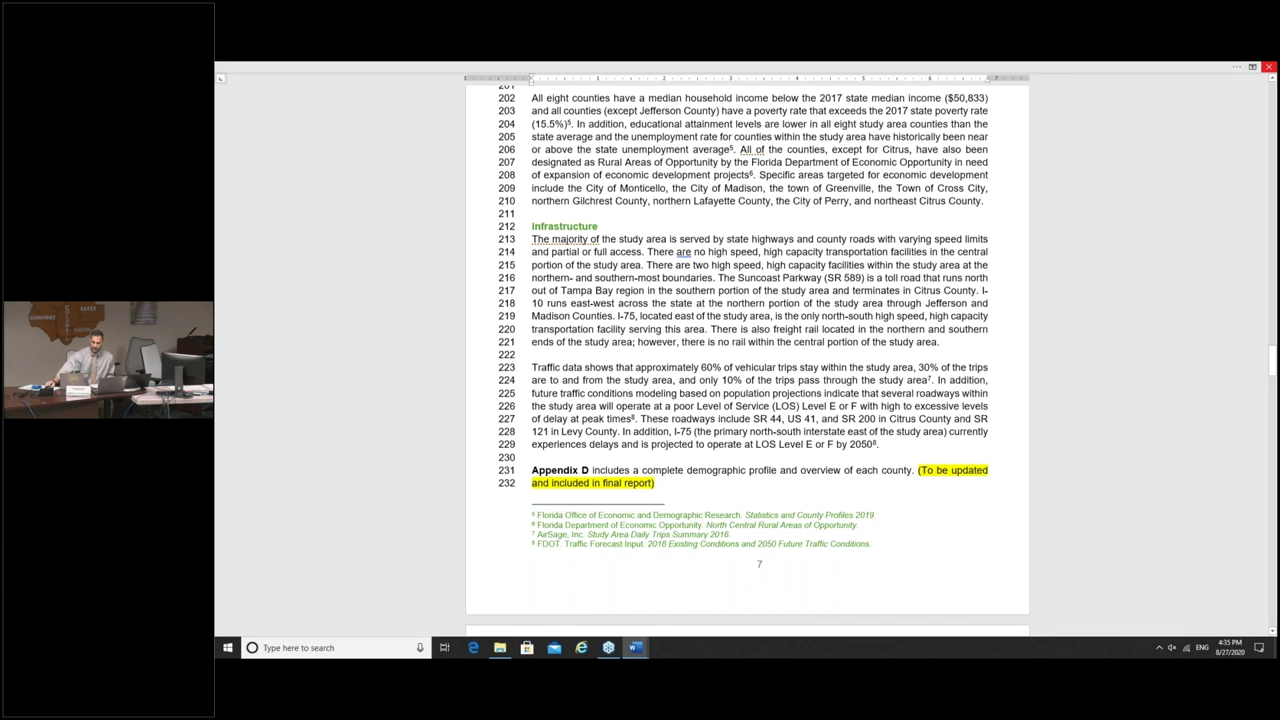 SUWANNEE
COLUMBIA
BAKER
UNION
1 1 2 3 4 5 6 7
201
202 All eight counties have a median household income below the 2017 state median income ($50,833)
203 and all counties (except Jefferson County) have a poverty rate that exceeds the 2017 state poverty rate
204 (15.5%)⁵. In addition, educational attainment levels are lower in all eight study area counties than the
205 state average and the unemployment rate for counties within the study area have historically been near
206 or above the state unemployment average⁵. All of the counties, except for Citrus, have also been
207 designated as Rural Areas of Opportunity by the Florida Department of Economic Opportunity in need
208 of expansion of economic development projects⁶. Specific areas targeted for economic development
209 include the City of Monticello, the City of Madison, the town of Greenville, the Town of Cross City,
210 northern Gilchrest County, northern Lafayette County, the City of Perry, and northeast Citrus County.
211
212 Infrastructure
213 The majority of the study area is served by state highways and county roads with varying speed limits
214 and partial or full access. There are no high speed, high capacity transportation facilities in the central
215 portion of the study area. There are two high speed, high capacity facilities within the study area at the
216 northern- and southern-most boundaries. The Suncoast Parkway (SR 589) is a toll road that runs north
217 out of Tampa Bay region in the southern portion of the study area and terminates in Citrus County. I-
218 10 runs east-west across the state at the northern portion of the study area through Jefferson and
219 Madison Counties. I-75, located east of the study area, is the only north-south high speed, high capacity
220 transportation facility serving this area. There is also freight rail located in the northern and southern
221 ends of the study area; however, there is no rail within the central portion of the study area.
222
223 Traffic data shows that approximately 60% of vehicular trips stay within the study area, 30% of the trips
224 are to and from the study area, and only 10% of the trips pass through the study area⁷. In addition,
225 future traffic conditions modeling based on population projections indicate that several roadways within
226 the study area will operate at a poor Level of Service (LOS) Level E or F with high to excessive levels
227 of delay at peak times⁸. These roadways include SR 44, US 41, and SR 200 in Citrus County and SR
228 121 in Levy County. In addition, I-75 (the primary north-south interstate east of the study area) currently
229 experiences delays and is projected to operate at LOS Level E or F by 2050⁸.
230
231 Appendix D includes a complete demographic profile and overview of each county. (To be updated
232 and included in final report)
⁵ Florida Office of Economic and Demographic Research. Statistics and County Profiles 2019.
⁶ Florida Department of Economic Opportunity. North Central Rural Areas of Opportunity.
⁷ AirSage, Inc. Study Area Daily Trips Summary 2016.
⁸ FDOT. Traffic Forecast Input. 2018 Existing Conditions and 2050 Future Traffic Conditions.
7
Type here to search
ENG
4:35 PM
8/27/2020